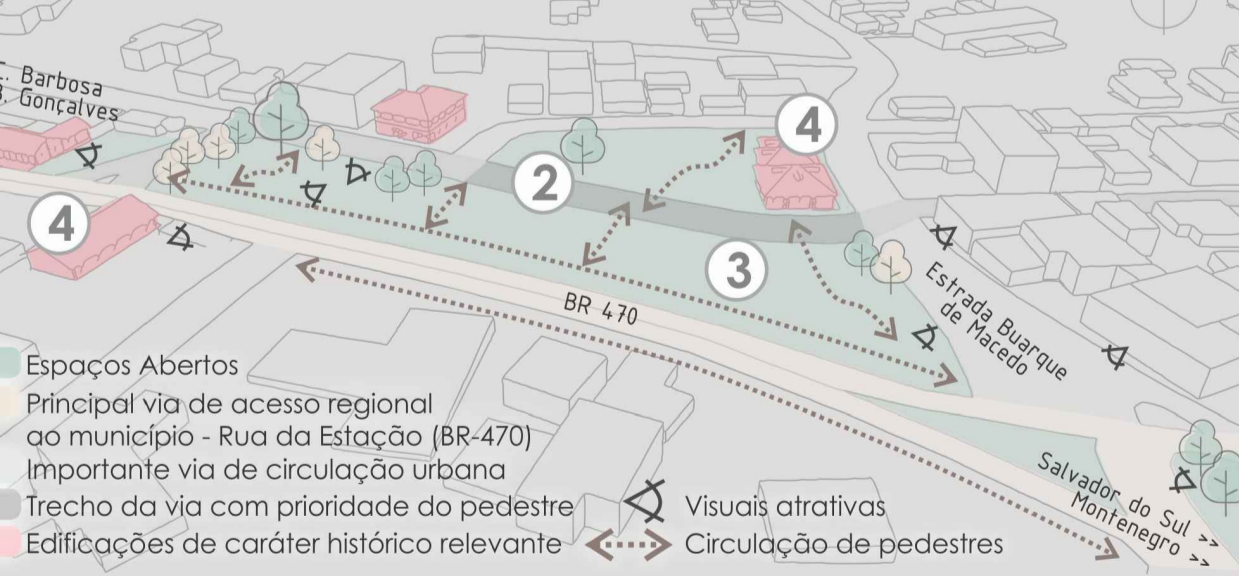 C. Barbosa
B. Gonçalves
4
2
4
3
BR 470
Estrada Buarque
de Macedo
Salvador do Sul >>
Montenegro >>
Espaços Abertos
Principal via de acesso regional
ao município - Rua da Estação (BR-470)
Importante via de circulação urbana
Trecho da via com prioridade do pedestre
Edificações de caráter histórico relevante
Visuais atrativas
Circulação de pedestres